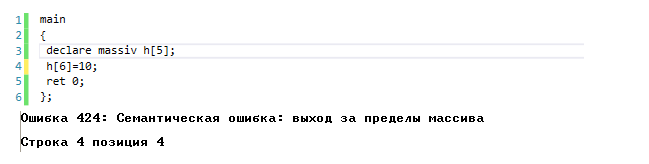 1 main
2 {
3 declare massiv h[5];
4 h[6]=10;
5 ret 0;
6 };
Ошибка 424: Семантическая ошибка: выход за пределы массива
Строка 4 позиция 4